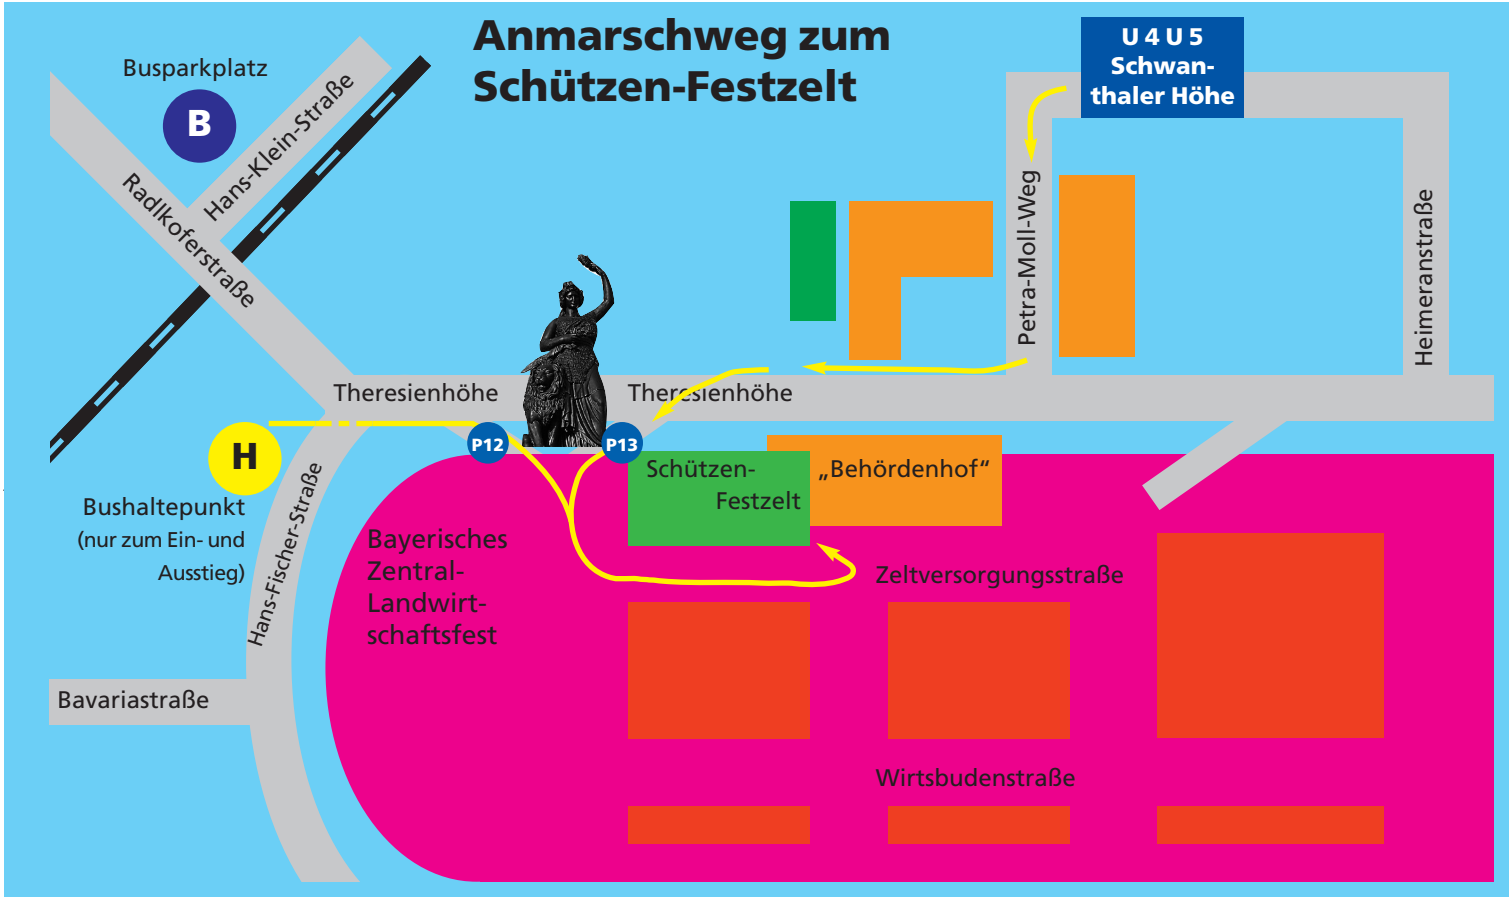 Anmarschweg zum
Schützen-Festzelt
U 4 U 5
Schwan-
thaler Höhe
Busparkplatz
B
Hans-Klein-Straße
Radlkoferstraße
Petra-Moll-Weg
Heimeranstraße
Theresienhöhe
Theresienhöhe
P12
P13
H
Bushaltepunkt
(nur zum Ein- und
Ausstieg)
Hans-Fischer-Straße
Schützen-
Festzelt
„Behördenhof“
Bayerisches
Zentral-
Landwirt-
schaftsfest
Zeltversorgungsstraße
Bavariastraße
Wirtsbudenstraße